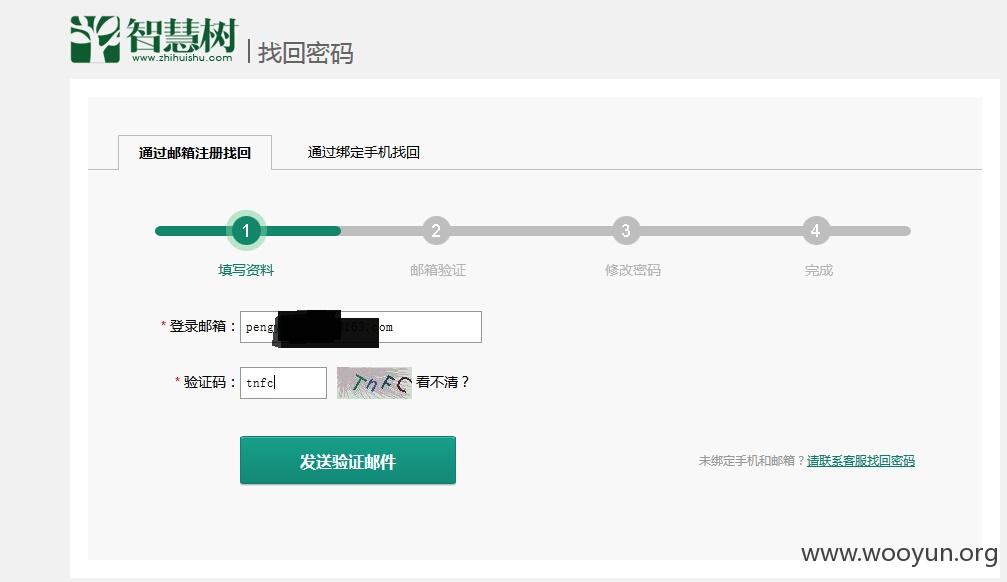 智慧树
www.zhihuishu.com
找回密码
通过邮箱注册找回
通过绑定手机找回
1 2 3 4
填写资料 邮箱验证 修改密码 完成
* 登录邮箱：peng 163.com
* 验证码：tnfc TnFC 看不清？
发送验证邮件
未绑定手机和邮箱？请联系客服找回密码
www.wooyun.org